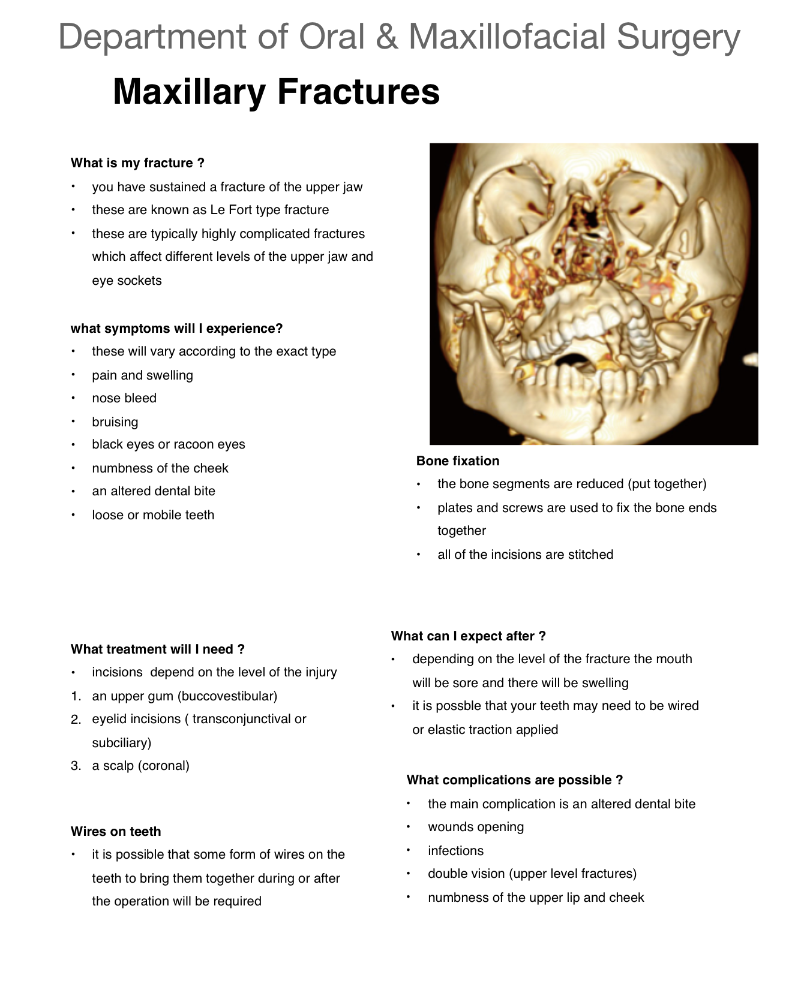 Department of Oral & Maxillofacial Surgery
Maxillary Fractures
What is my fracture ?
• you have sustained a fracture of the upper jaw
• these are known as Le Fort type fracture
• these are typically highly complicated fractures
which affect different levels of the upper jaw and
eye sockets
what symptoms will I experience?
• these will vary according to the exact type
• pain and swelling
• nose bleed
• bruising
• black eyes or racoon eyes
• numbness of the cheek
• an altered dental bite
• loose or mobile teeth
What treatment will I need ?
• incisions  depend on the level of the injury
1. an upper gum (buccovestibular)
2. eyelid incisions ( transconjunctival or
subciliary)
3. a scalp (coronal)
Wires on teeth
• it is possible that some form of wires on the
teeth to bring them together during or after
the operation will be required
Bone fixation
• the bone segments are reduced (put together)
• plates and screws are used to fix the bone ends
together
• all of the incisions are stitched
What can I expect after ?
• depending on the level of the fracture the mouth
will be sore and there will be swelling
• it is possble that your teeth may need to be wired
or elastic traction applied
What complications are possible ?
• the main complication is an altered dental bite
• wounds opening
• infections
• double vision (upper level fractures)
• numbness of the upper lip and cheek